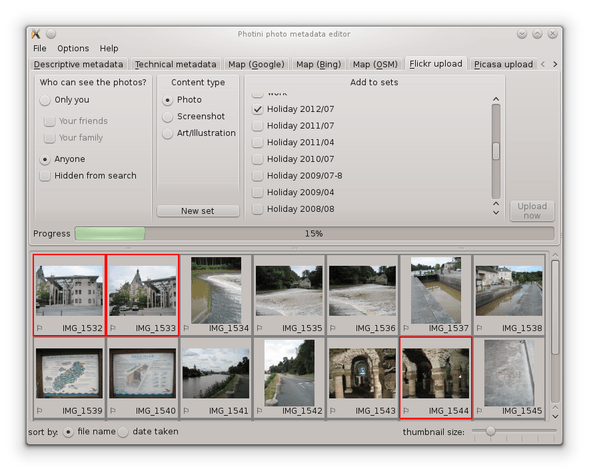 Photini photo metadata editor
File Options Help
Descriptive metadata Technical metadata Map (Google) Map (Bing) Map (OSM) Flickr upload Picasa upload
Who can see the photos? Content type Add to sets
Only you
Your friends
Your family
Anyone
Hidden from search
Photo
Screenshot
Art/Illustration
New set
work
Holiday 2012/07
Holiday 2011/07
Holiday 2011/04
Holiday 2010/07
Holiday 2009/07-8
Holiday 2009/04
Holiday 2008/08
Upload
now
Progress 15%
IMG_1532 IMG_1533 IMG_1534 IMG_1535 IMG_1536 IMG_1537 IMG_1538
IMG_1539 IMG_1540 IMG_1541 IMG_1542 IMG_1543 IMG_1544 IMG_1545
sort by: file name date taken thumbnail size: